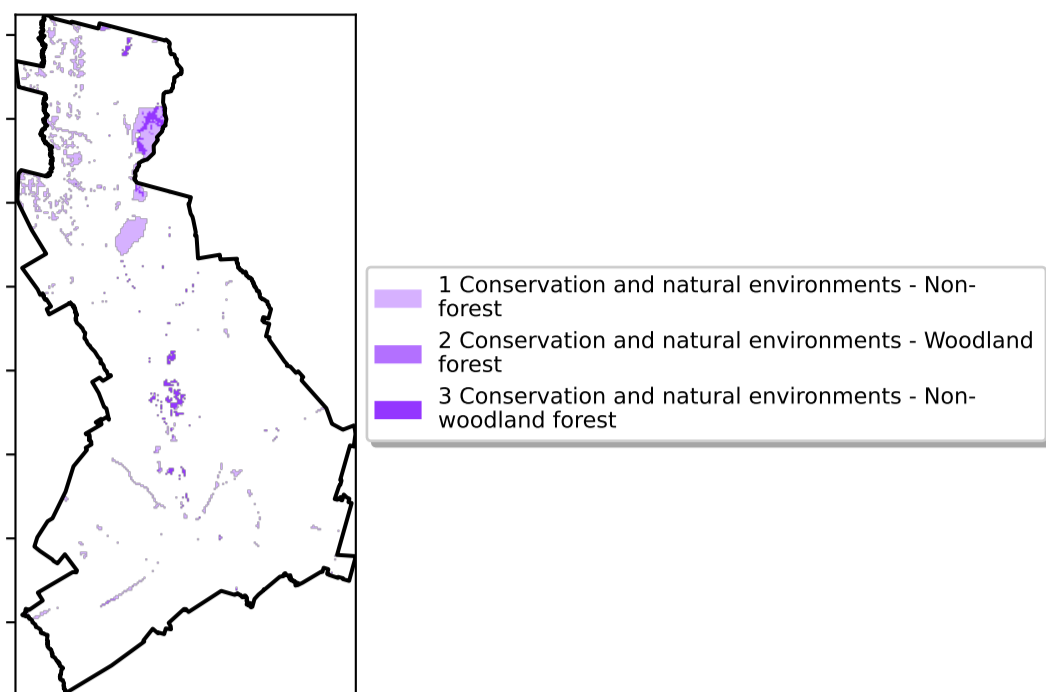 1 Conservation and natural environments - Non-
forest
2 Conservation and natural environments - Woodland
forest
3 Conservation and natural environments - Non-
woodland forest